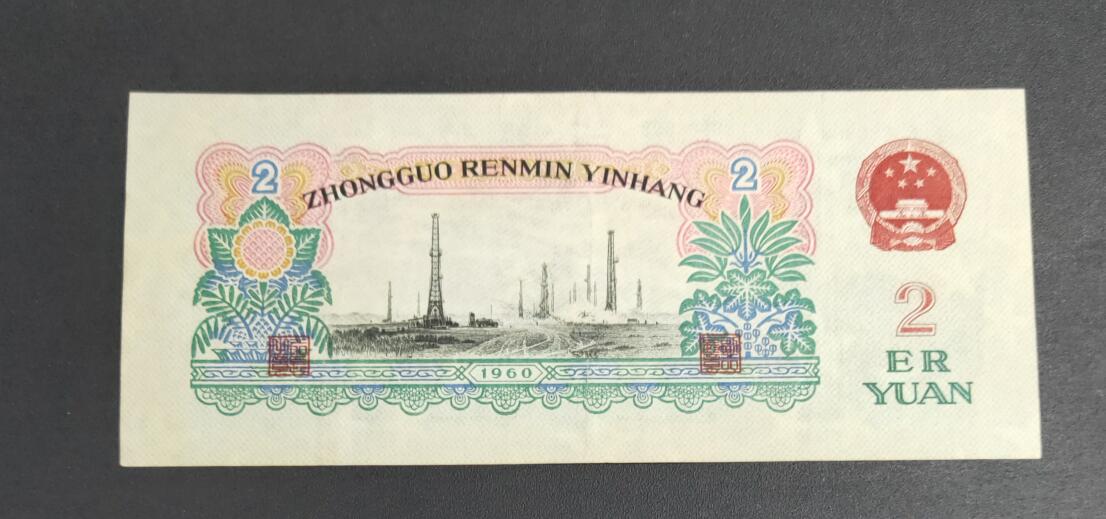 2
ZHONGGUO RENMIN YINHANG
2
1960
2
ER
YUAN